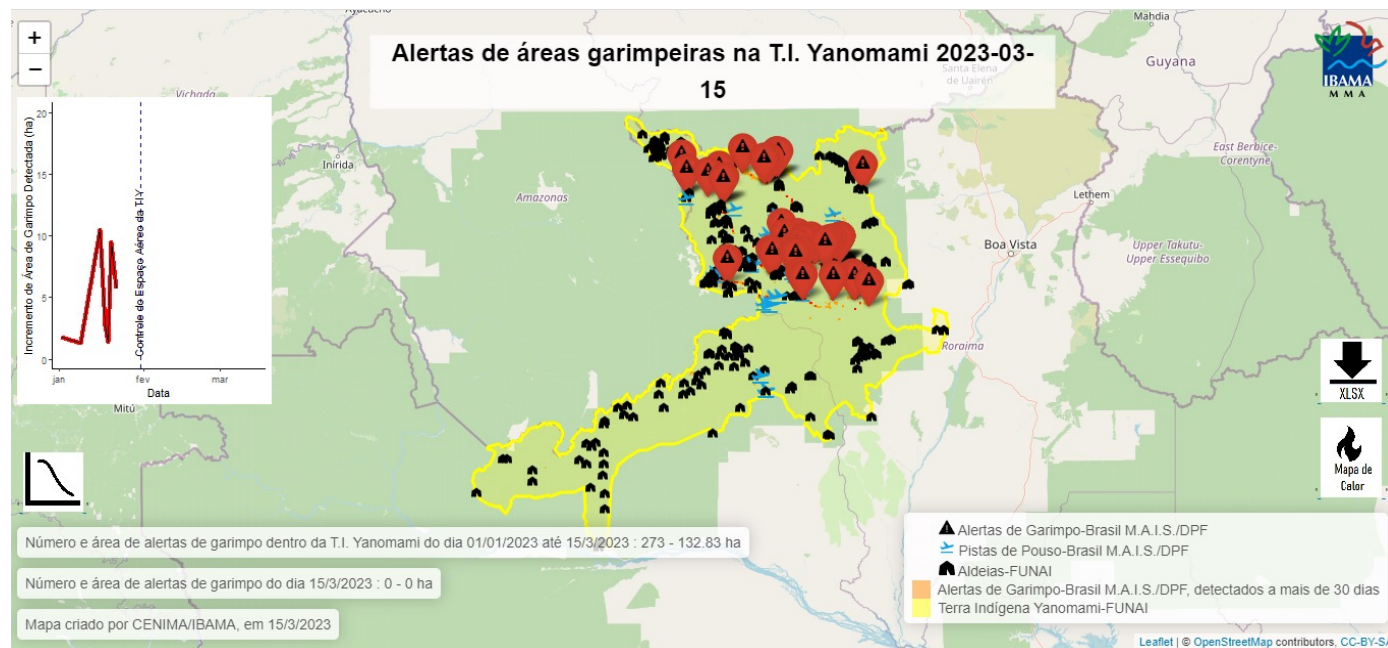 Ayacucho
Mahdia
+
−
Alertas de áreas garimpeiras na T.I. Yanomami 2023-03-
15
Santa Elena
de Uairén
Guyana
IBAMA
M M A
Vichada
Incremento de Área de Garimpo Detectada (ha)
20
15
10
5
0
Controle do Espaço Aéreo da TIY
jan
fev
mar
Data
Inírida
Amazonas
East Berbice-
Corentyne
Lethem
Boa Vista
Upper Takutu-
Upper Essequibo
Roraima
Mitú
XLSX
Mapa de
Calor
Número e área de alertas de garimpo dentro da T.I. Yanomami do dia 01/01/2023 até 15/3/2023 : 273 - 132.83 ha
Número e área de alertas de garimpo do dia 15/3/2023 : 0 - 0 ha
Mapa criado por CENIMA/IBAMA, em 15/3/2023
Alertas de Garimpo-Brasil M.A.I.S./DPF
Pistas de Pouso-Brasil M.A.I.S./DPF
Aldeias-FUNAI
Alertas de Garimpo-Brasil M.A.I.S./DPF, detectados a mais de 30 dias
Terra Indígena Yanomami-FUNAI
Leaflet | © OpenStreetMap contributors, CC-BY-SA